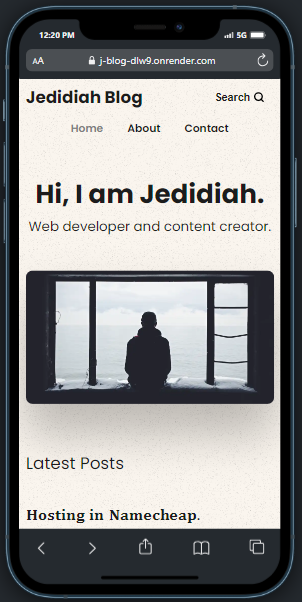 12:20 PM
5G
AA
j-blog-dlw9.onrender.com
Jedidiah Blog
Search
Home
About
Contact
Hi, I am Jedidiah.
Web developer and content creator.
Latest Posts
Hosting in Namecheap.